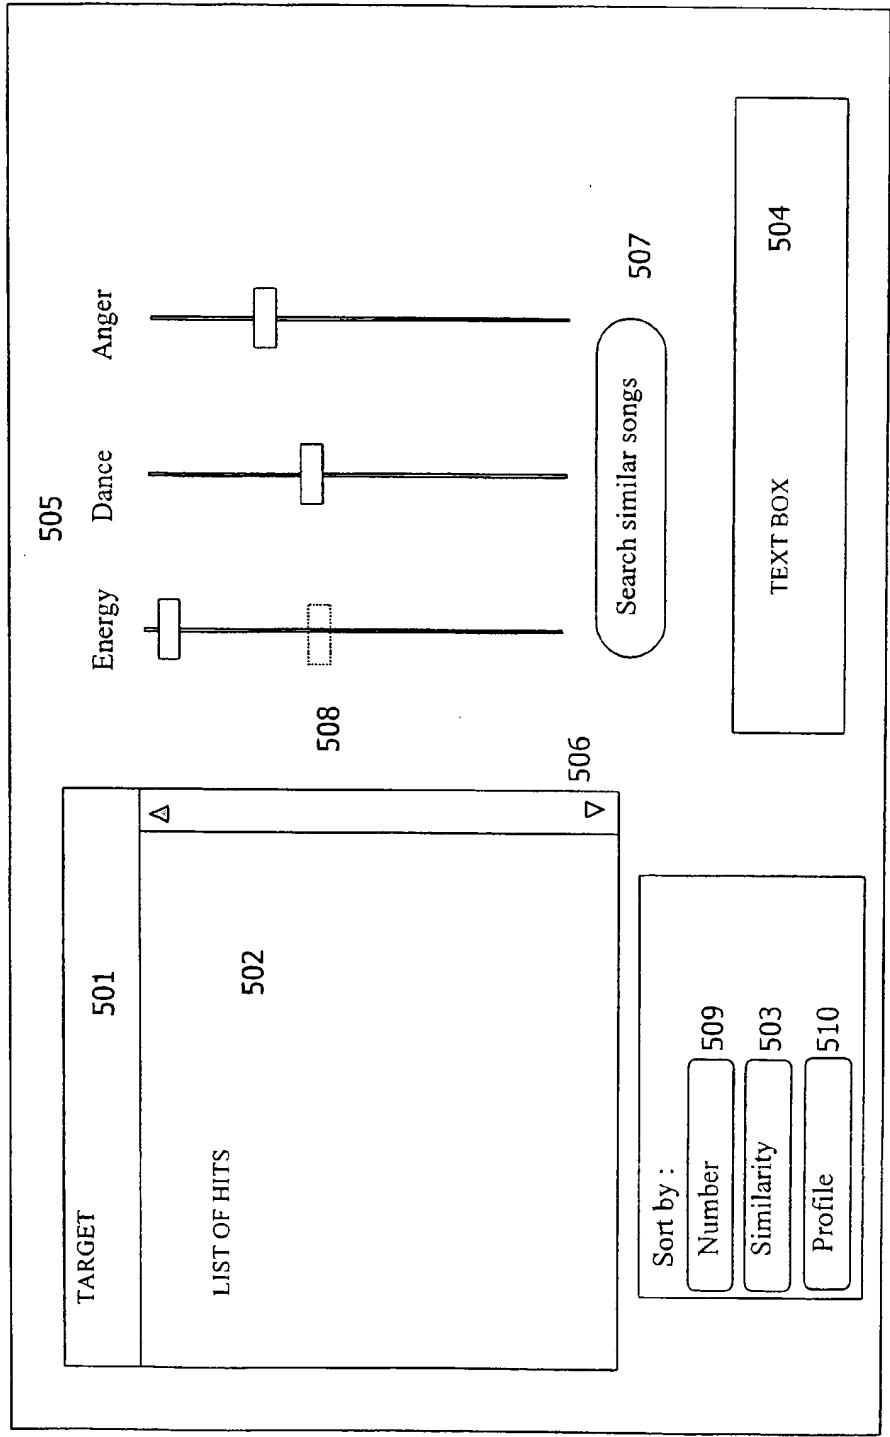 505
Energy Dance Anger
TARGET 501
LIST OF HITS 502
508
506
Search similar songs 507
Sort by :
Number 509
Similarity 503
Profile 510
TEXT BOX 504